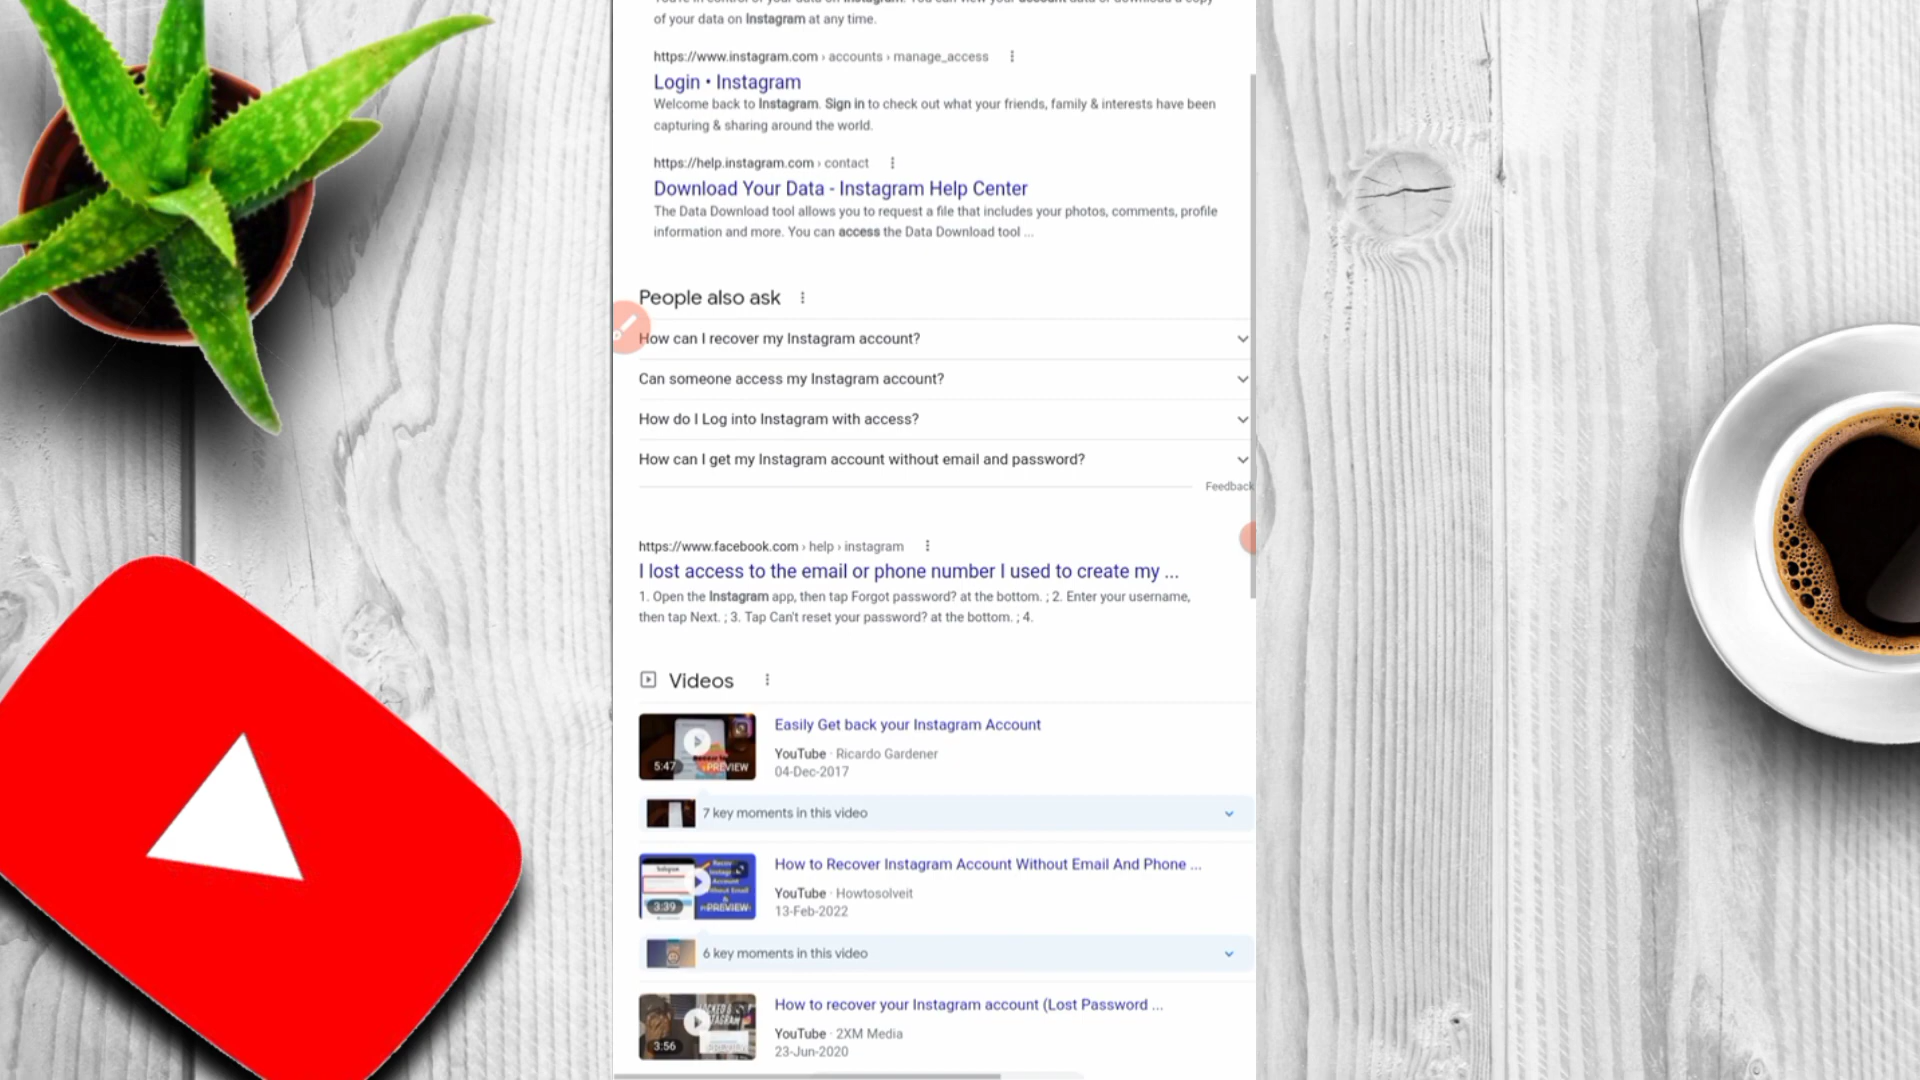 of your data on Instagram at any time.
https://www.instagram.com › accounts › manage_access
Login • Instagram
Welcome back to Instagram. Sign in to check out what your friends, family & interests have been
capturing & sharing around the world.
https://help.instagram.com › contact
Download Your Data - Instagram Help Center
The Data Download tool allows you to request a file that includes your photos, comments, profile
information and more. You can access the Data Download tool ...
People also ask
How can I recover my Instagram account?
Can someone access my Instagram account?
How do I Log into Instagram with access?
How can I get my Instagram account without email and password?
Feedback
https://www.facebook.com › help › instagram
I lost access to the email or phone number I used to create my ...
1. Open the Instagram app, then tap Forgot password? at the bottom. ; 2. Enter your username,
then tap Next. ; 3. Tap Can't reset your password? at the bottom. ; 4.
Videos
Easily Get back your Instagram Account
YouTube · Ricardo Gardener
04-Dec-2017
5:47
PREVIEW
7 key moments in this video
How to Recover Instagram Account Without Email And Phone ...
YouTube · Howtosolveit
13-Feb-2022
3:39
PREVIEW
6 key moments in this video
How to recover your Instagram account (Lost Password ...
YouTube · 2XM Media
23-Jun-2020
3:56